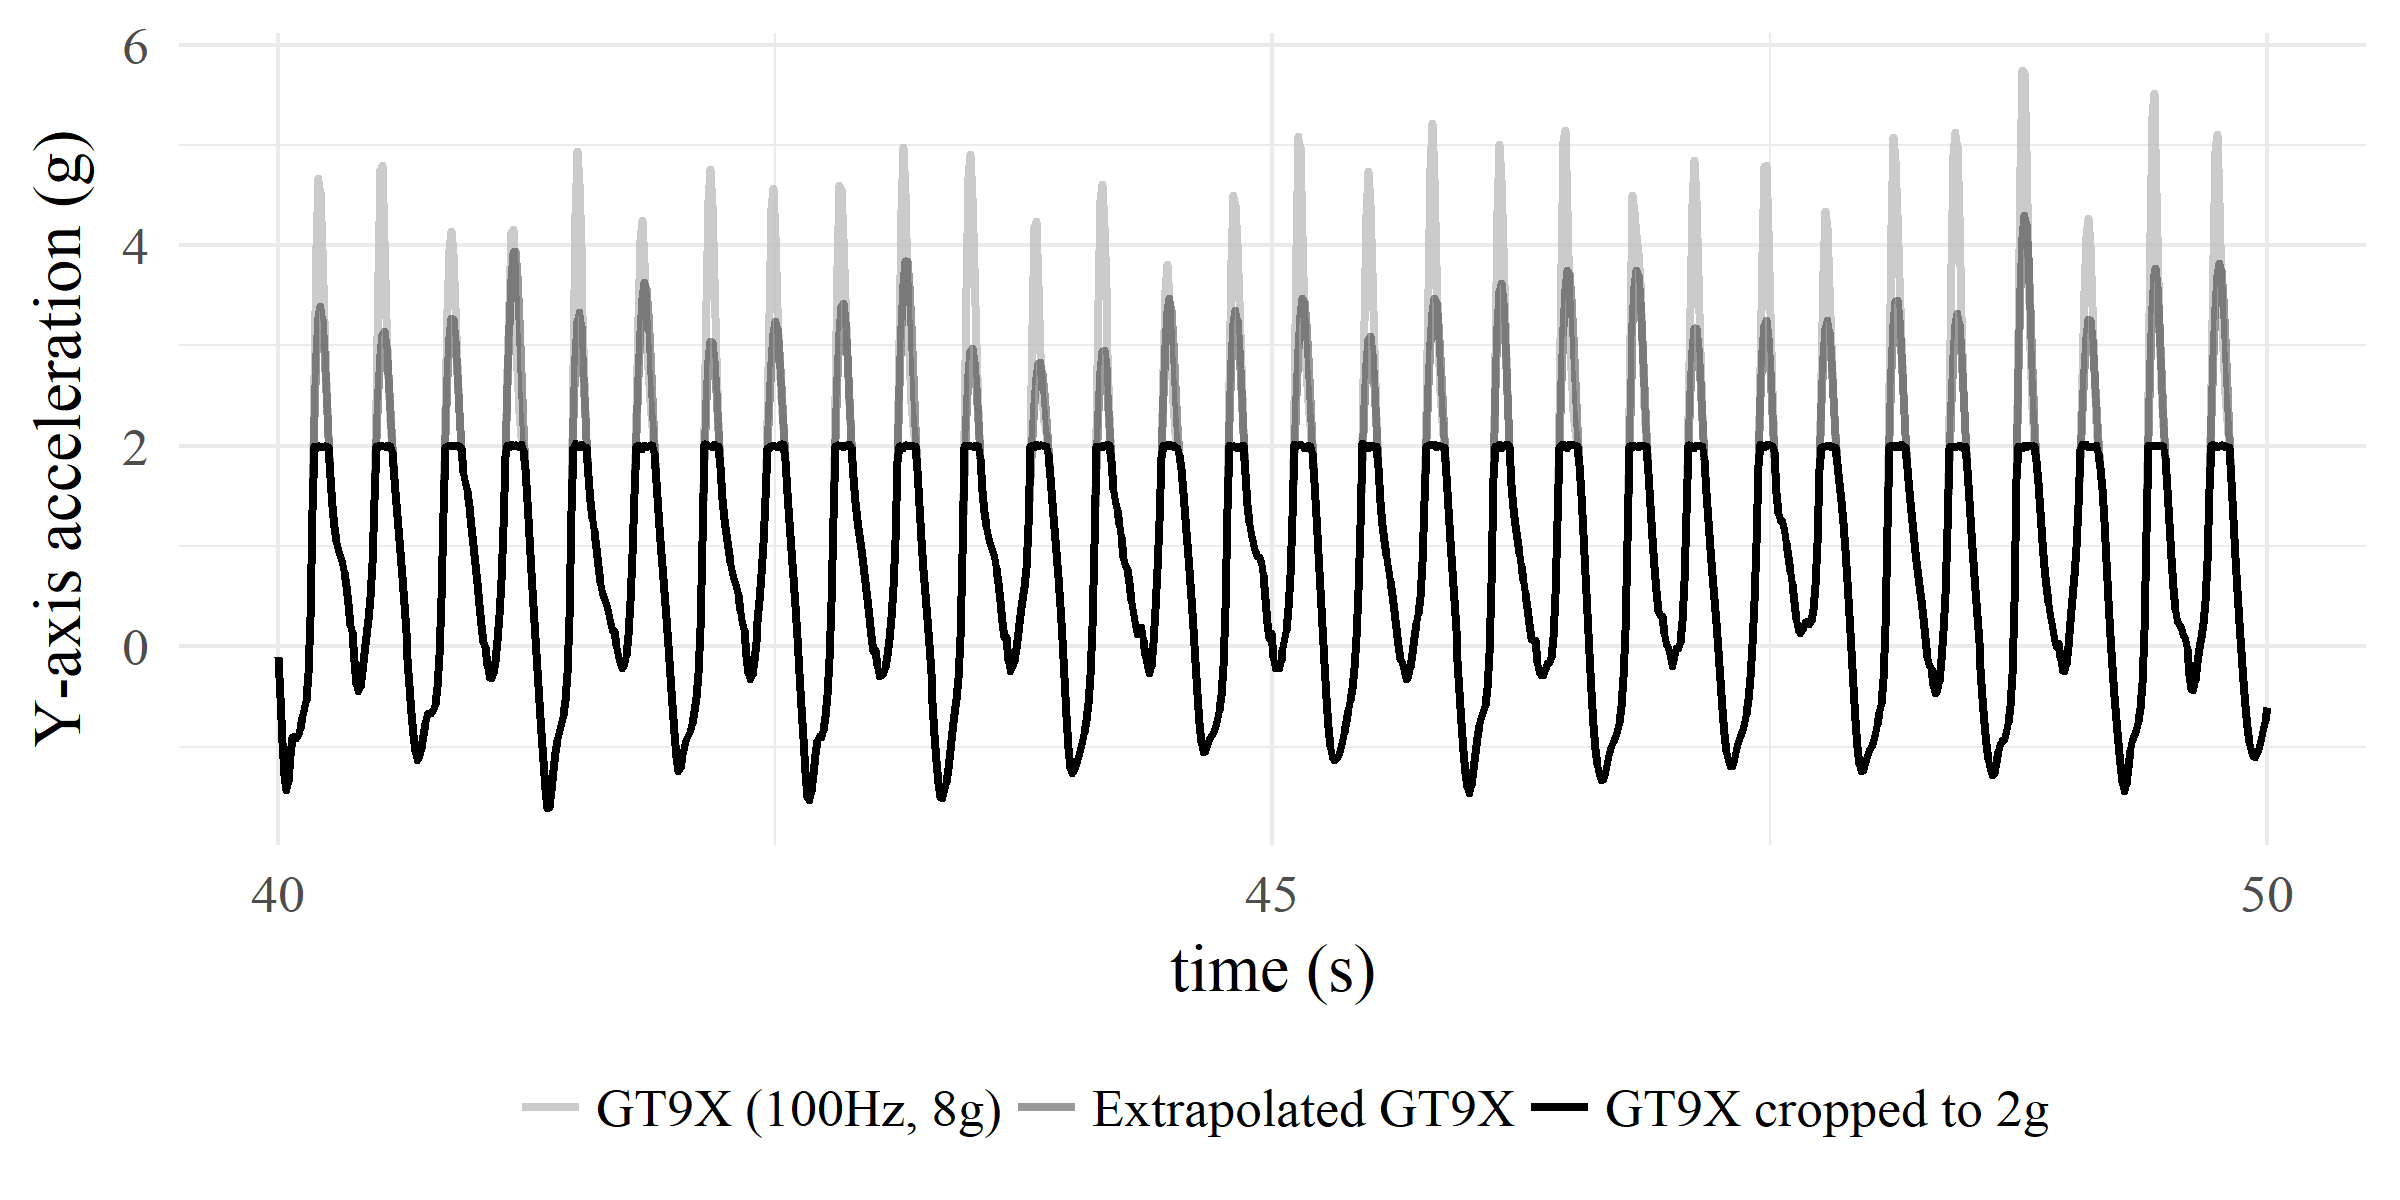 Y-axis acceleration (g)
6
4
2
0
40 45 50
time (s)
GT9X (100Hz, 8g) Extrapolated GT9X GT9X cropped to 2g